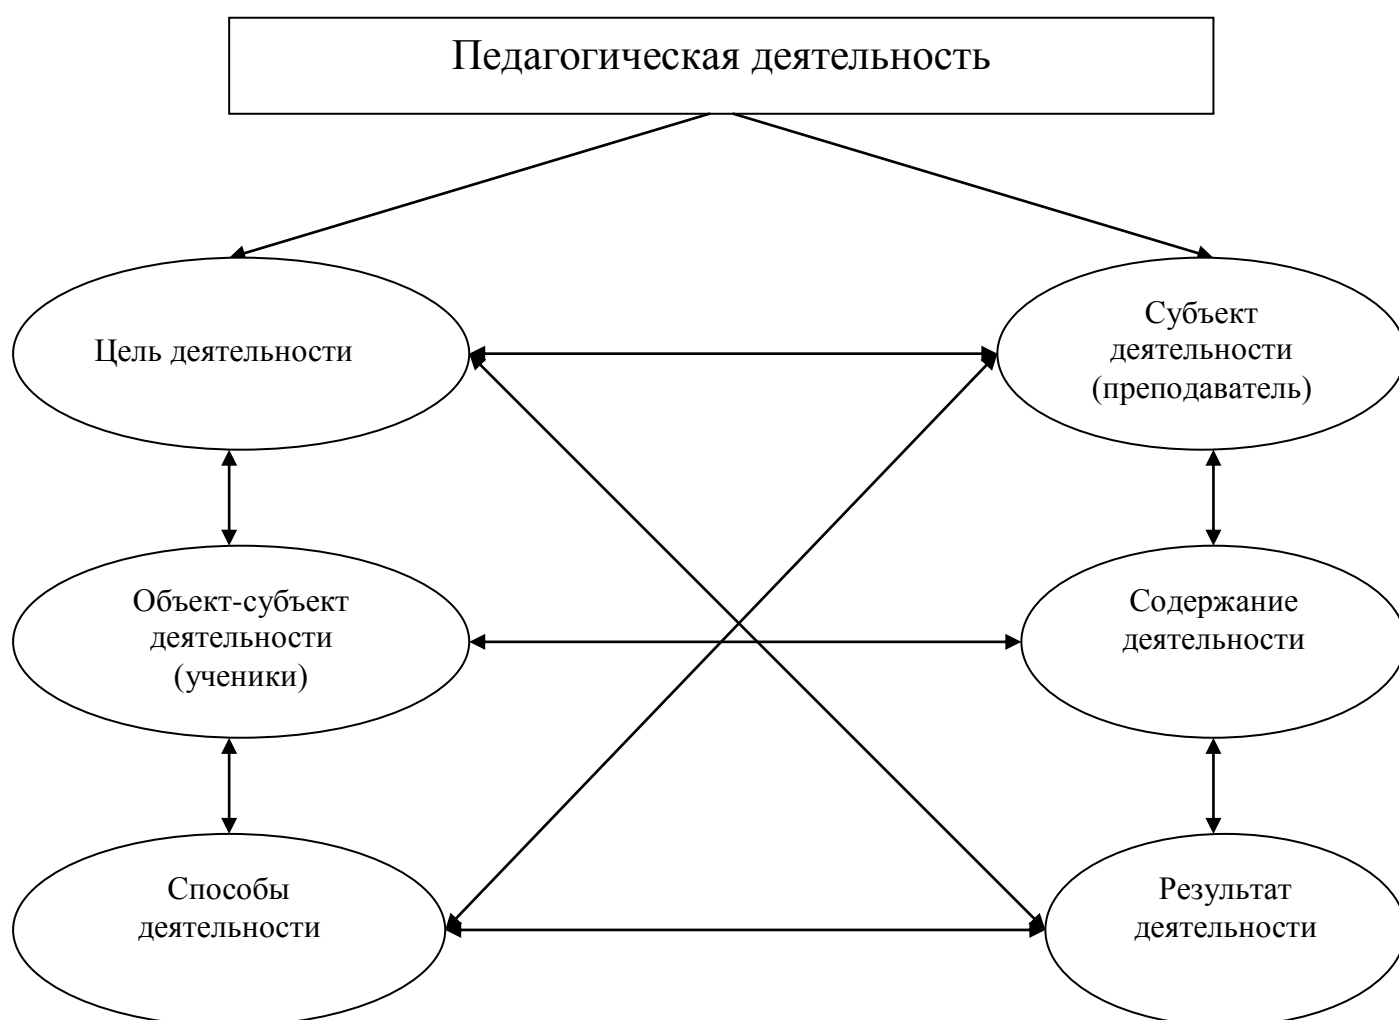 Педагогическая деятельность
Цель деятельности
Субъект
деятельности
(преподаватель)
Объект-субъект
деятельности
(ученики)
Содержание
деятельности
Способы
деятельности
Результат
деятельности